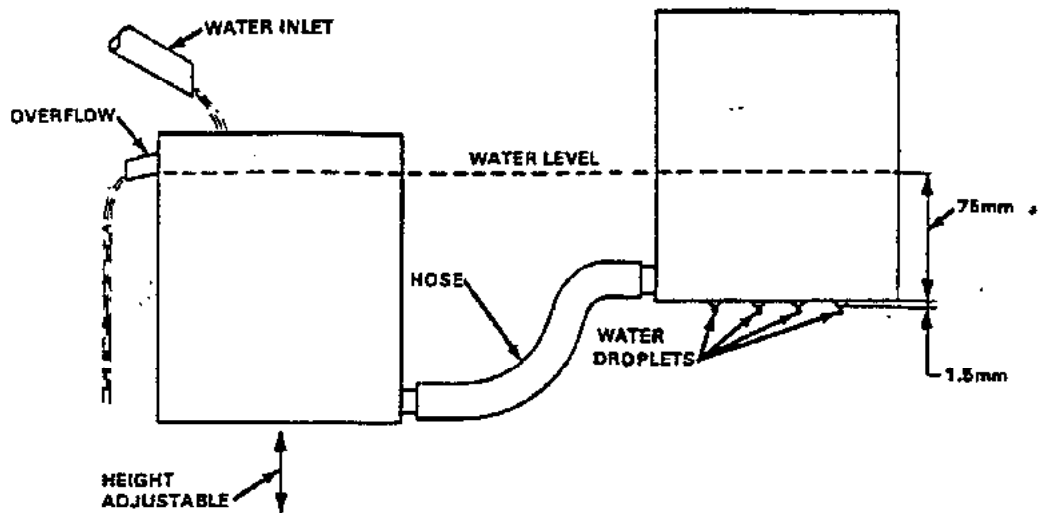 WATER INLET
OVERFLOW
WATER LEVEL
75mm
HOSE
WATER
DROPLETS
1.5mm
HEIGHT
ADJUSTABLE